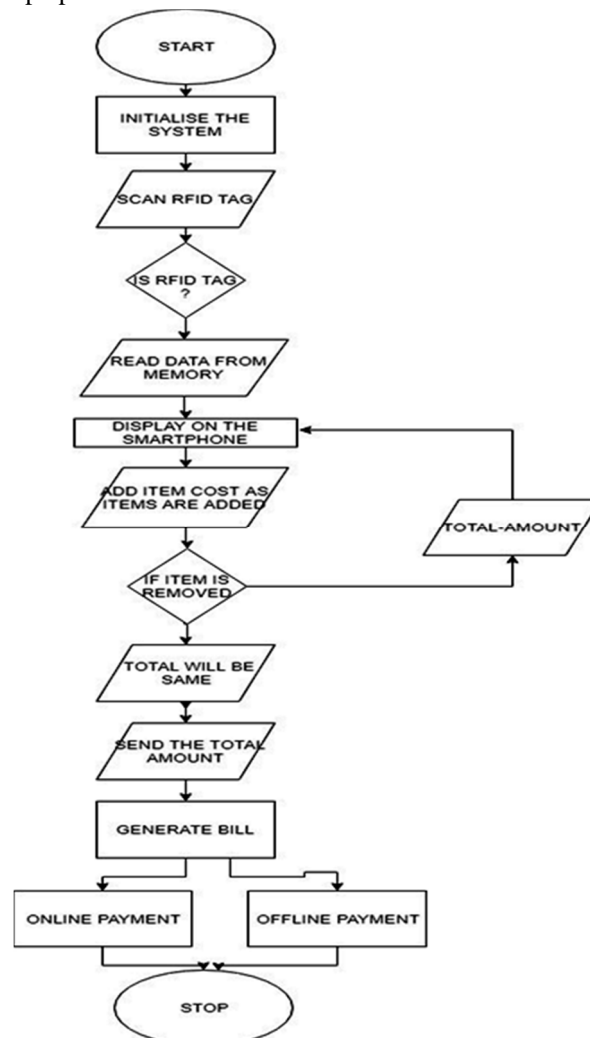 START
INITIALISE THE
SYSTEM
SCAN RFID TAG
IS RFID TAG
?
READ DATA FROM
MEMORY
DISPLAY ON THE
SMARTPHONE
ADD ITEM COST AS
ITEMS ARE ADDED
TOTAL-AMOUNT
IF ITEM IS
REMOVED
TOTAL WILL BE
SAME
SEND THE TOTAL
AMOUNT
GENERATE BILL
ONLINE PAYMENT
OFFLINE PAYMENT
STOP